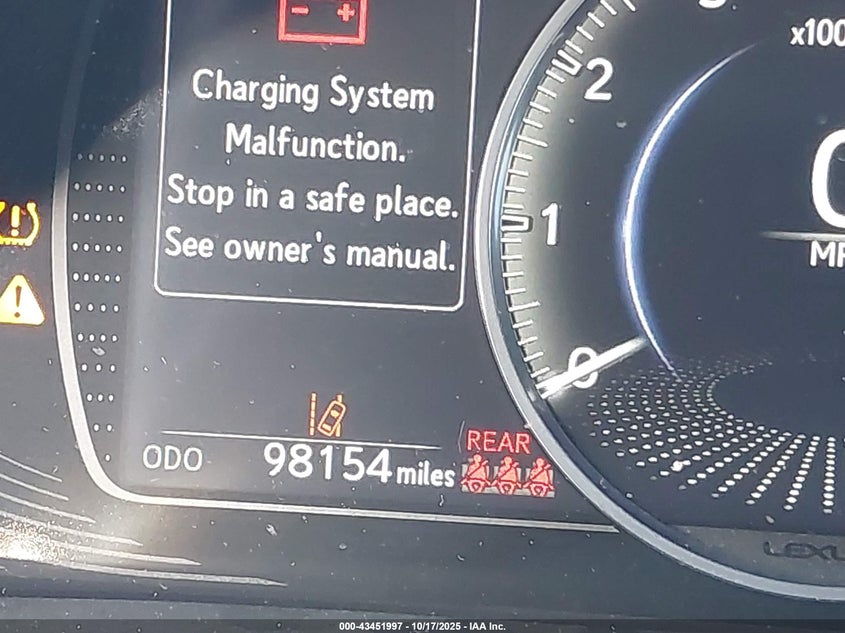 - +
Charging System
Malfunction.
Stop in a safe place.
See owner's manual.
2
1
0
x100
0
ODO 98154 miles
REAR
000-43451997 - 10/17/2025 - IAA Inc.